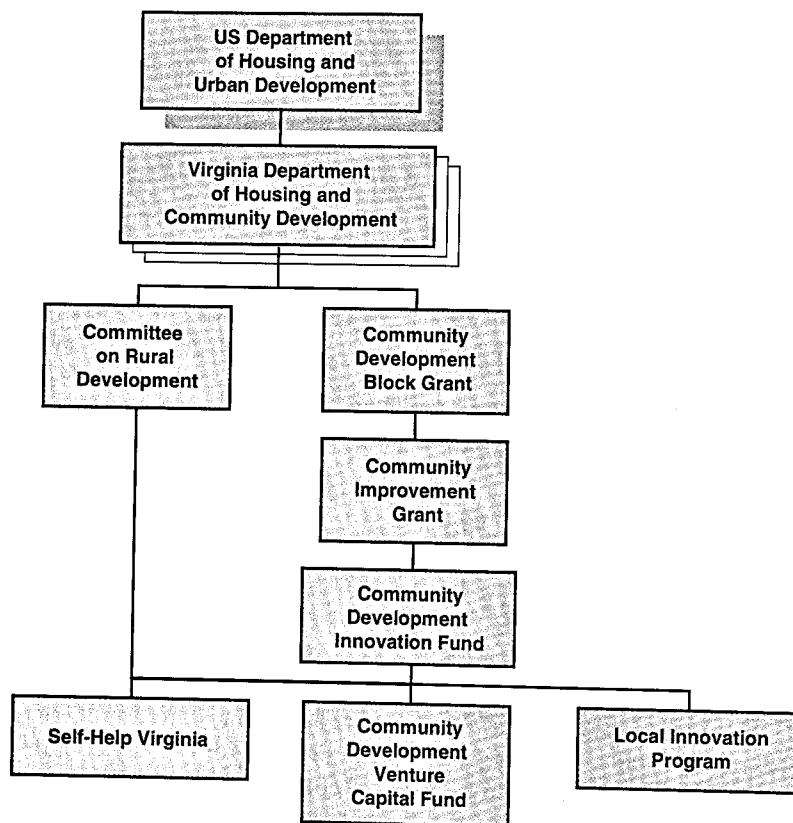 US Department
of Housing and
Urban Development
Virginia Department
of Housing and
Community Development
Committee
on Rural
Development
Community
Development
Block Grant
Community
Improvement
Grant
Community
Development
Innovation Fund
Self-Help Virginia
Community
Development
Venture
Capital Fund
Local Innovation
Program